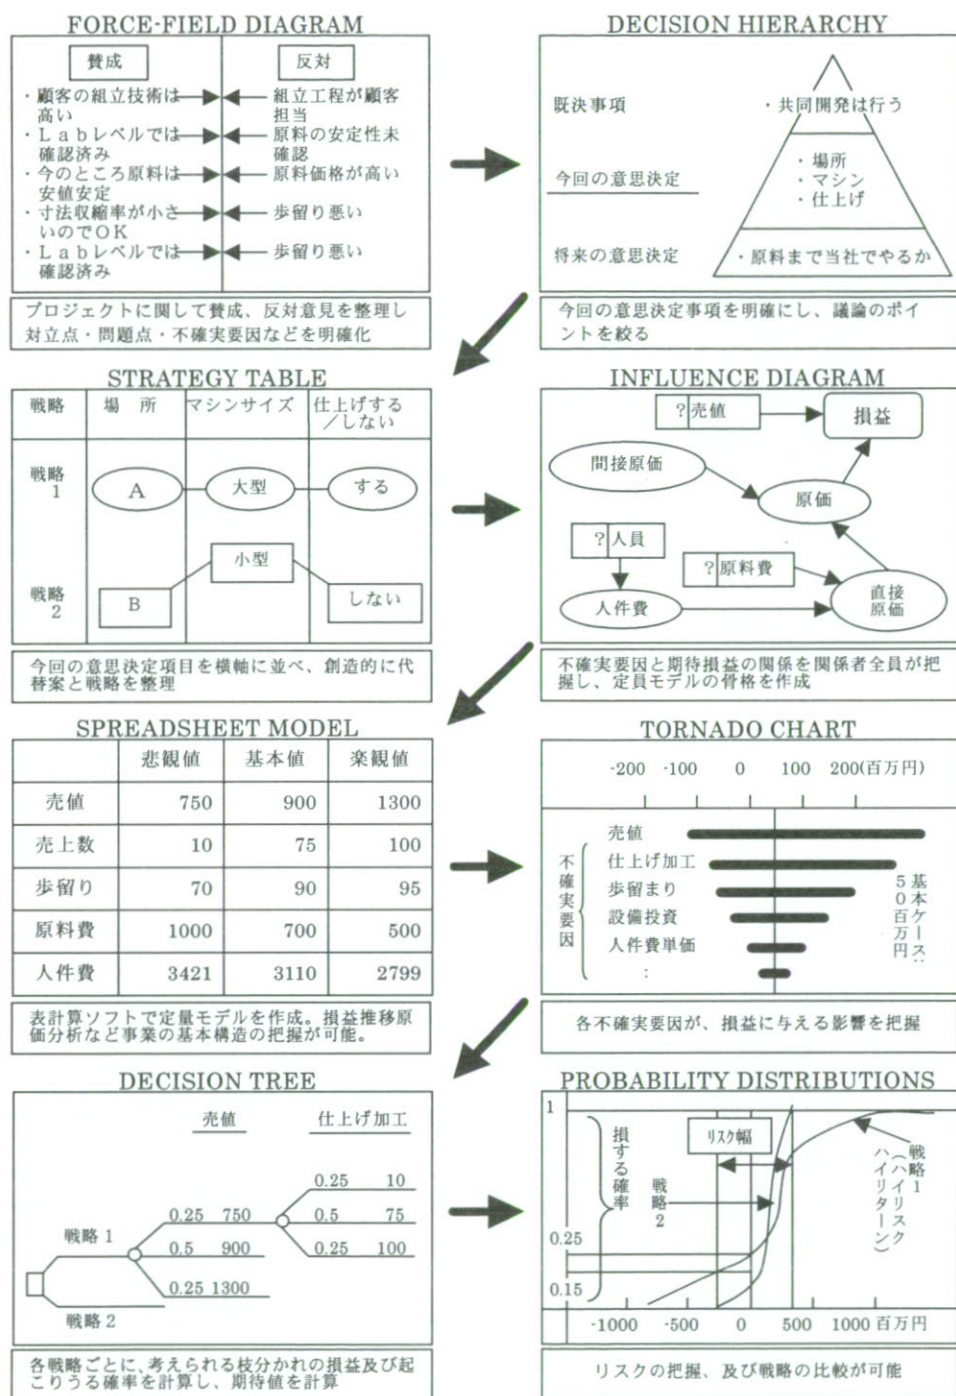 FORCE-FIELD DIAGRAM
賛成
反対
・顧客の組立技術は
高い
組立工程が顧客
担当
・Ｌａｂレベルでは
確認済み
原料の安定性未
確認
・今のところ原料は
安値安定
原料価格が高い
・寸法収縮率が小さ
いのでＯＫ
歩留り悪い
・Ｌａｂレベルでは
確認済み
歩留り悪い
プロジェクトに関して賛成、反対意見を整理し
対立点・問題点・不確実要因などを明確化
DECISION HIERARCHY
既決事項
・共同開発は行う
今回の意思決定
・場所
・マシン
・仕上げ
将来の意思決定
・原料まで当社でやるか
今回の意思決定事項を明確にし、議論のポ
イントを絞る
STRATEGY TABLE
戦略
場　所
マシンサイズ
仕上げする
／しない
戦略
1
A
大型
する
戦略
2
B
小型
しない
今回の意思決定項目を横軸に並べ、創造的に代
替案と戦略を整理
INFLUENCE DIAGRAM
?売値
損益
間接原価
原価
?人員
?原料費
人件費
直接
原価
不確実要因と期待損益の関係を関係者全員が把
握し、定員モデルの骨格を作成
SPREADSHEET MODEL
悲観値 基本値 楽観値
売値 750 900 1300
売上数 10 75 100
歩留り 70 90 95
原料費 1000 700 500
人件費 3421 3110 2799
表計算ソフトで定量モデルを作成。損益推移原
価分析など事業の基本構造の把握が可能。
TORNADO CHART
-200 -100 0 100 200(百万円)
不確実要因
売値
仕上げ加工
歩留まり
設備投資
人件費単価
:
基本ケース:
５０百万円
各不確実要因が、損益に与える影響を把握
DECISION TREE
売値
仕上げ加工
0.25 10
0.25 750
0.5 75
戦略 1
0.5 900
0.25 100
0.25 1300
戦略 2
各戦略ごとに、考えられる枝分かれの損益及び起
こりうる確率を計算し、期待値を計算
PROBABILITY DISTRIBUTIONS
1
損する確率
リスク幅
戦略２
戦略１
（ハイリスク
ハイリターン）
0.25
0.15
-1000 -500 0 500 1000 百万円
リスクの把握、及び戦略の比較が可能